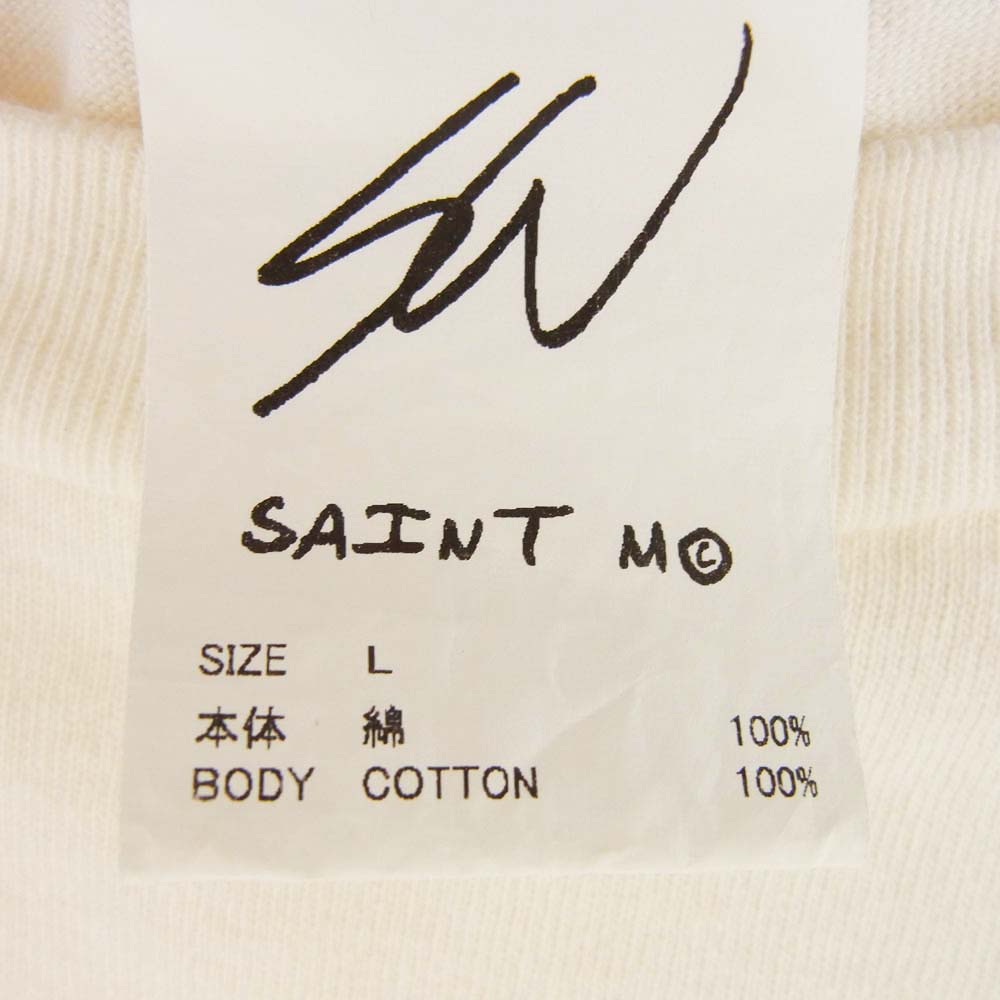 SAINT M©
SIZE L
本体 綿 100%
BODY COTTON 100%